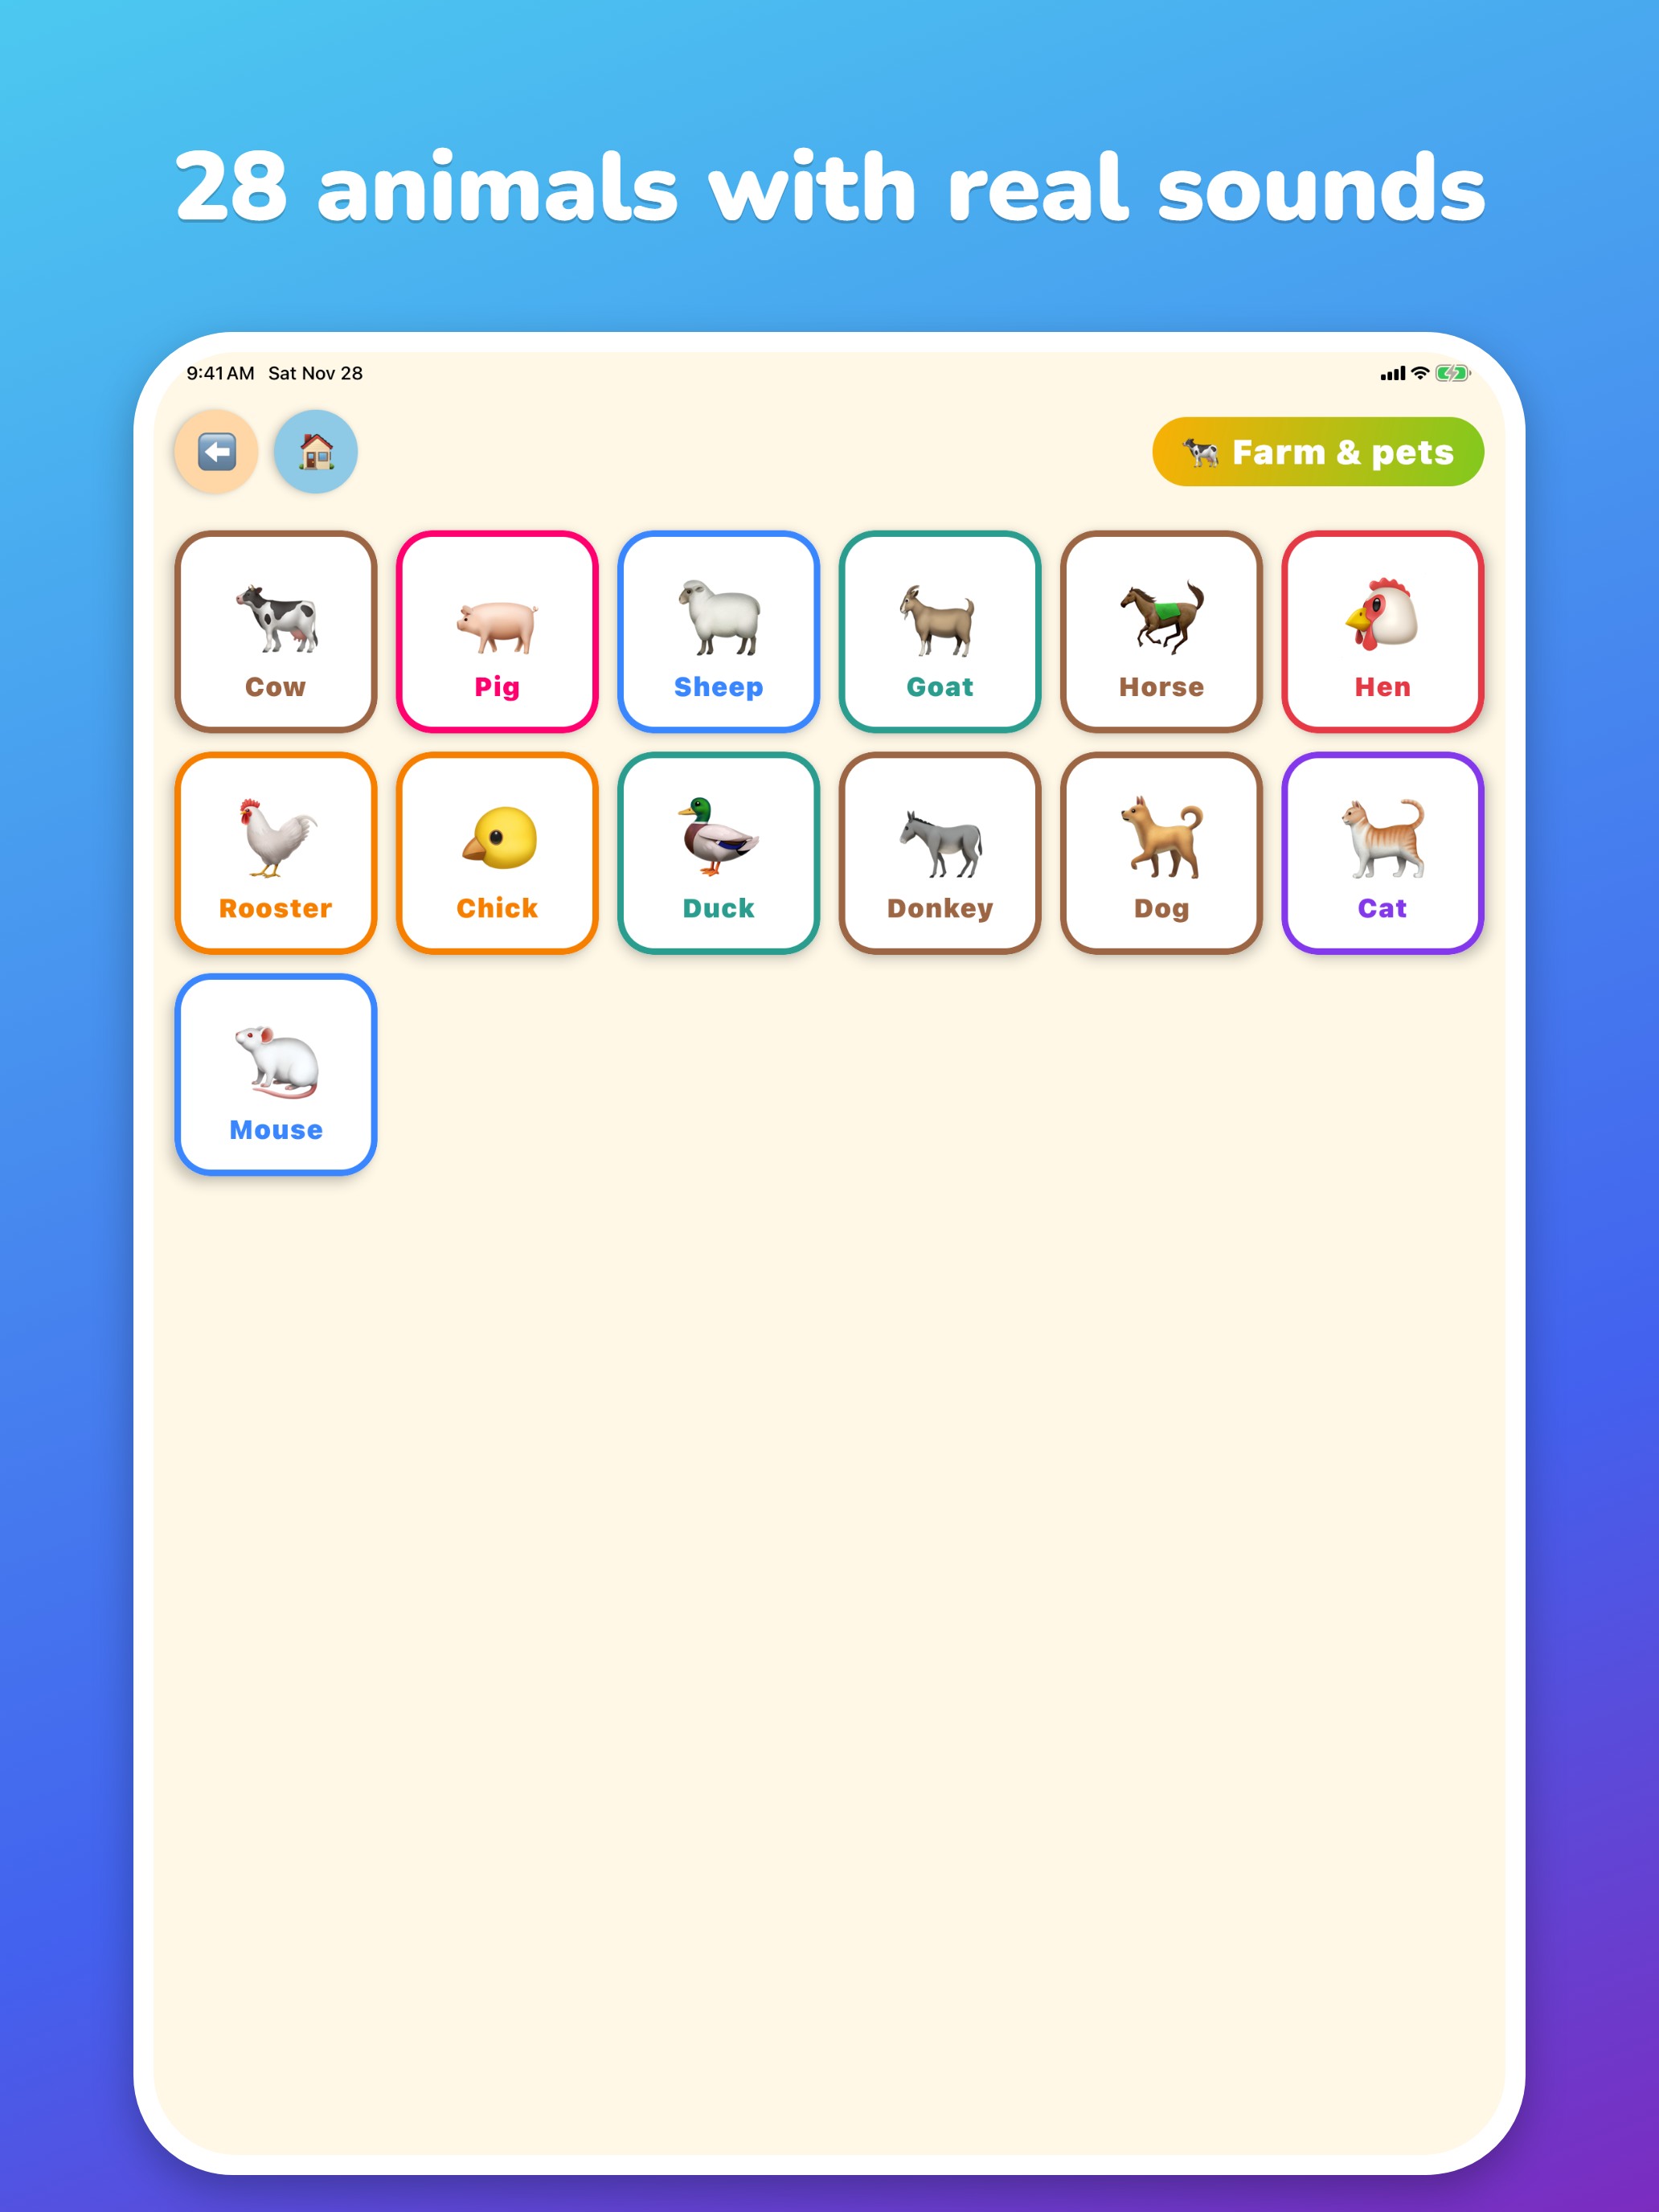 28 animals with real sounds
9:41 AM Sat Nov 28
Farm & pets
Cow
Pig
Sheep
Goat
Horse
Hen
Rooster
Chick
Duck
Donkey
Dog
Cat
Mouse